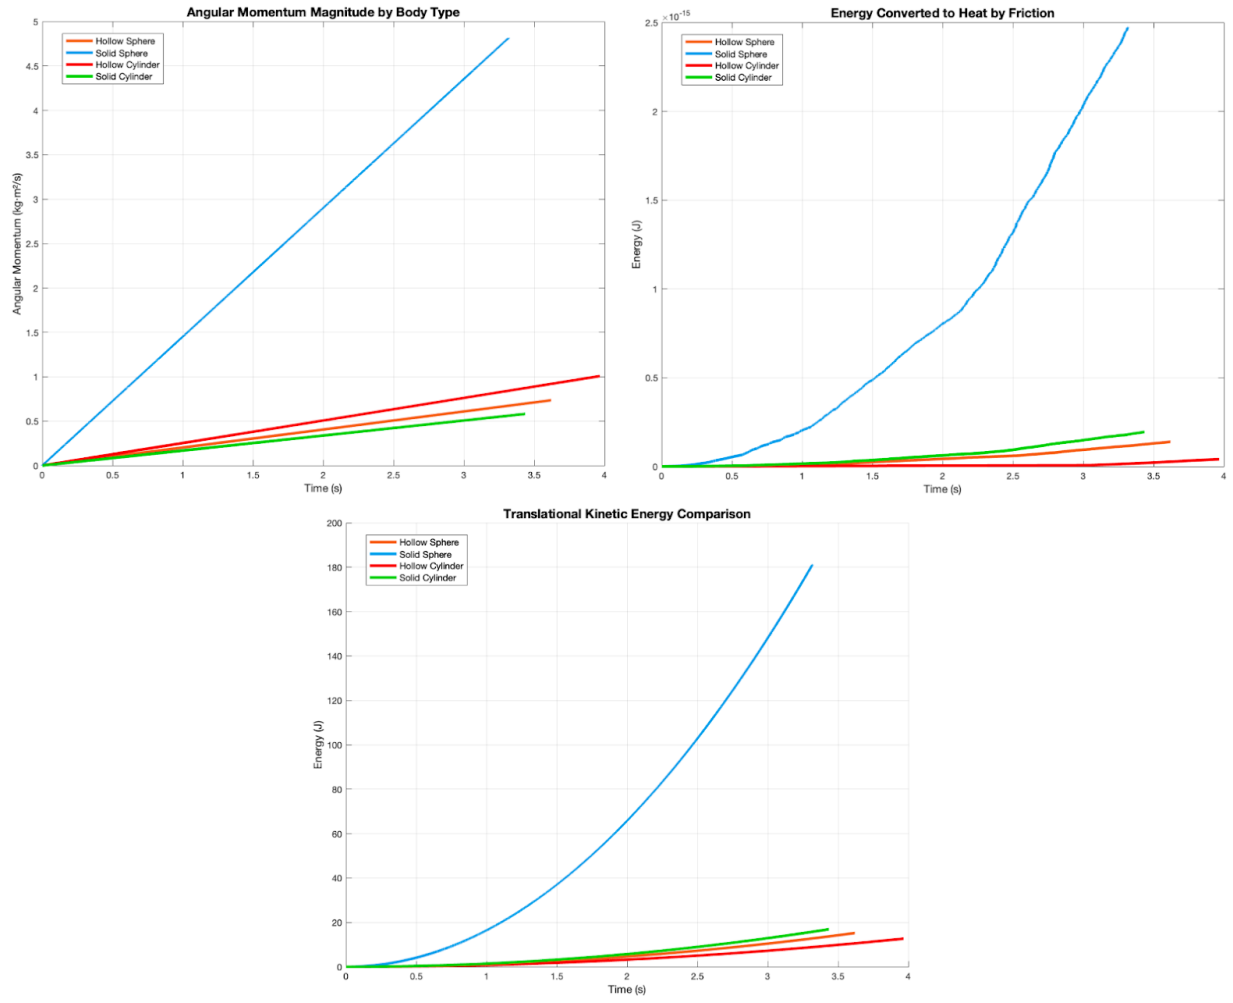 Angular Momentum Magnitude by Body Type
Hollow Sphere
Solid Sphere
Hollow Cylinder
Solid Cylinder
Angular Momentum (kg·m²/s)
5
4.5
4
3.5
3
2.5
2
1.5
1
0.5
0
0 0.5 1 1.5 2 2.5 3 3.5 4
Time (s)
Energy Converted to Heat by Friction
×10⁻¹⁵
Hollow Sphere
Solid Sphere
Hollow Cylinder
Solid Cylinder
Energy (J)
2.5
2
1.5
1
0.5
0
0 0.5 1 1.5 2 2.5 3 3.5 4
Time (s)
Translational Kinetic Energy Comparison
Hollow Sphere
Solid Sphere
Hollow Cylinder
Solid Cylinder
Energy (J)
200
180
160
140
120
100
80
60
40
20
0
0 0.5 1 1.5 2 2.5 3 3.5 4
Time (s)